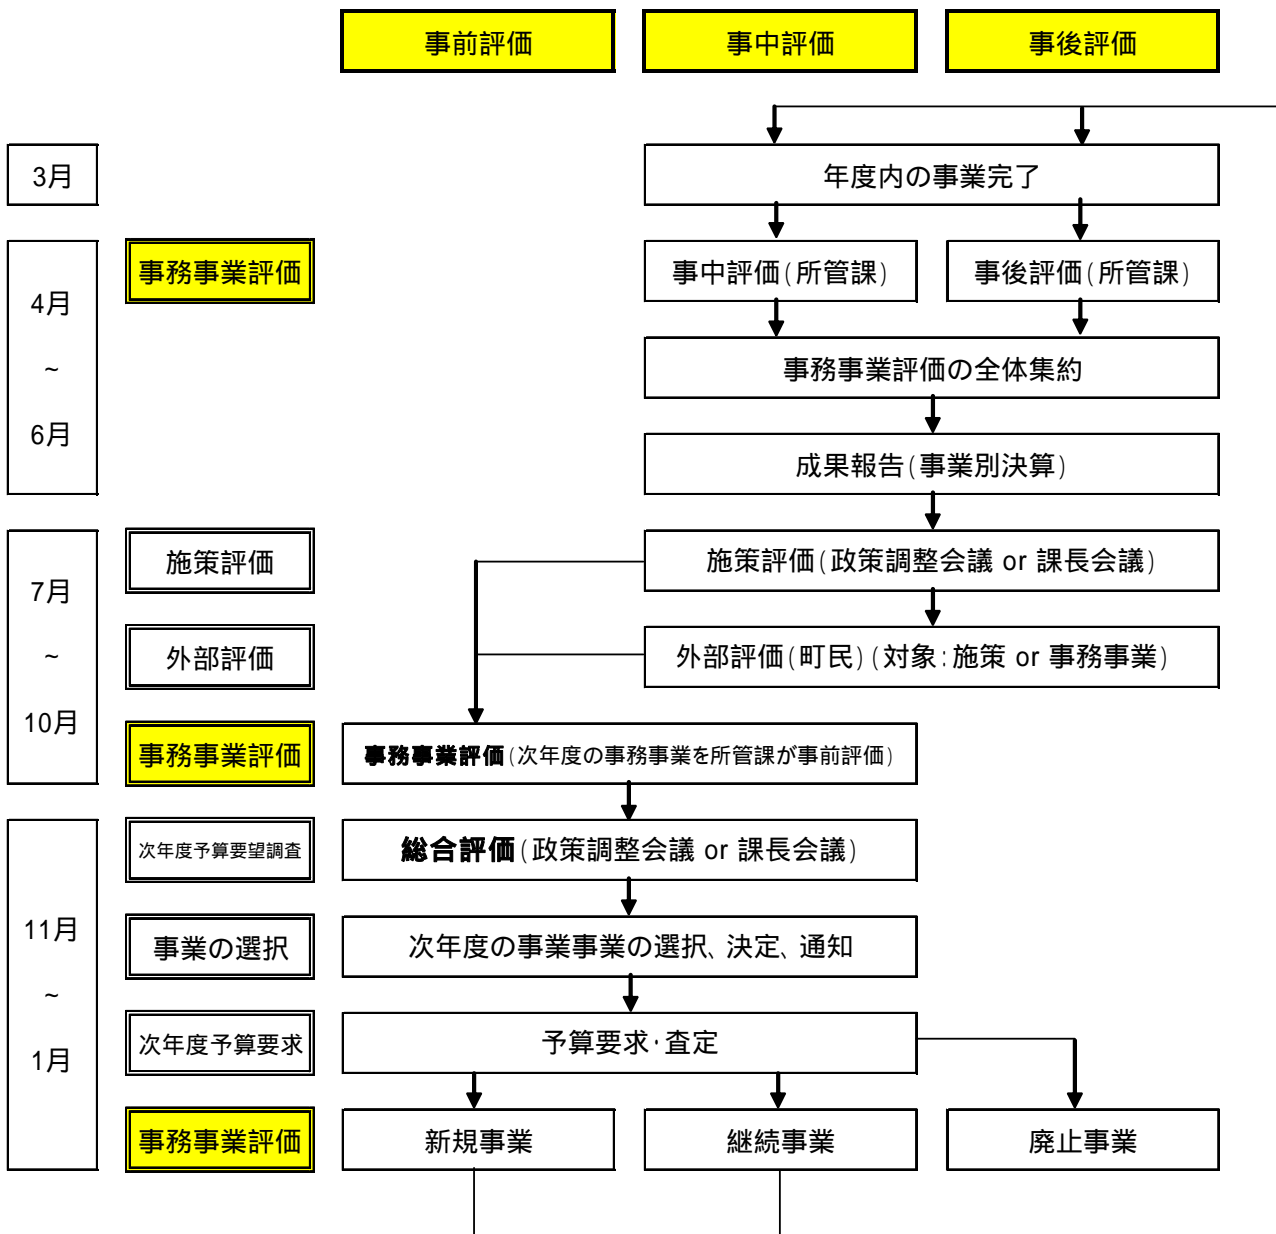 事前評価
事中評価
事後評価
3月
年度内の事業完了
4月
~
6月
事務事業評価
事中評価(所管課)
事後評価(所管課)
事務事業評価の全体集約
成果報告(事業別決算)
7月
~
10月
施策評価
施策評価(政策調整会議 or 課長会議)
外部評価
外部評価(町民)(対象:施策 or 事務事業)
事務事業評価
事務事業評価(次年度の事務事業を所管課が事前評価)
11月
~
1月
次年度予算要望調査
総合評価(政策調整会議 or 課長会議)
事業の選択
次年度の事業事業の選択、決定、通知
次年度予算要求
予算要求・査定
事務事業評価
新規事業
継続事業
廃止事業